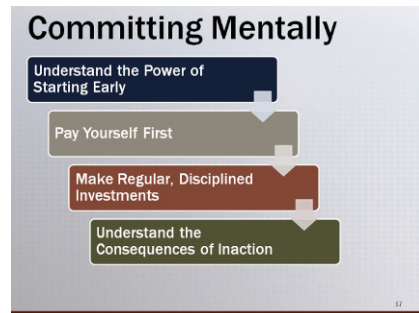 Committing Mentally
Understand the Power of
Starting Early
Pay Yourself First
Make Regular, Disciplined
Investments
Understand the
Consequences of Inaction
17